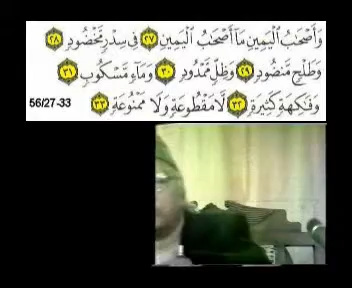 وَأَصْحَٰبُ ٱلْيَمِينِ مَآ أَصْحَٰبُ ٱلْيَمِينِ ٢٧ فِى سِدْرٍ مَّخْضُودٍ ٢٨
وَطَلْحٍ مَّنضُودٍ ٢٩ وَظِلٍّ مَّمْدُودٍ ٣٠ وَمَآءٍ مَّسْكُوبٍ ٣١
وَفَٰكِهَةٍ كَثِيرَةٍ ٣٢ لَّا مَقْطُوعَةٍ وَلَا مَمْنُوعَةٍ ٣٣
56/27-33